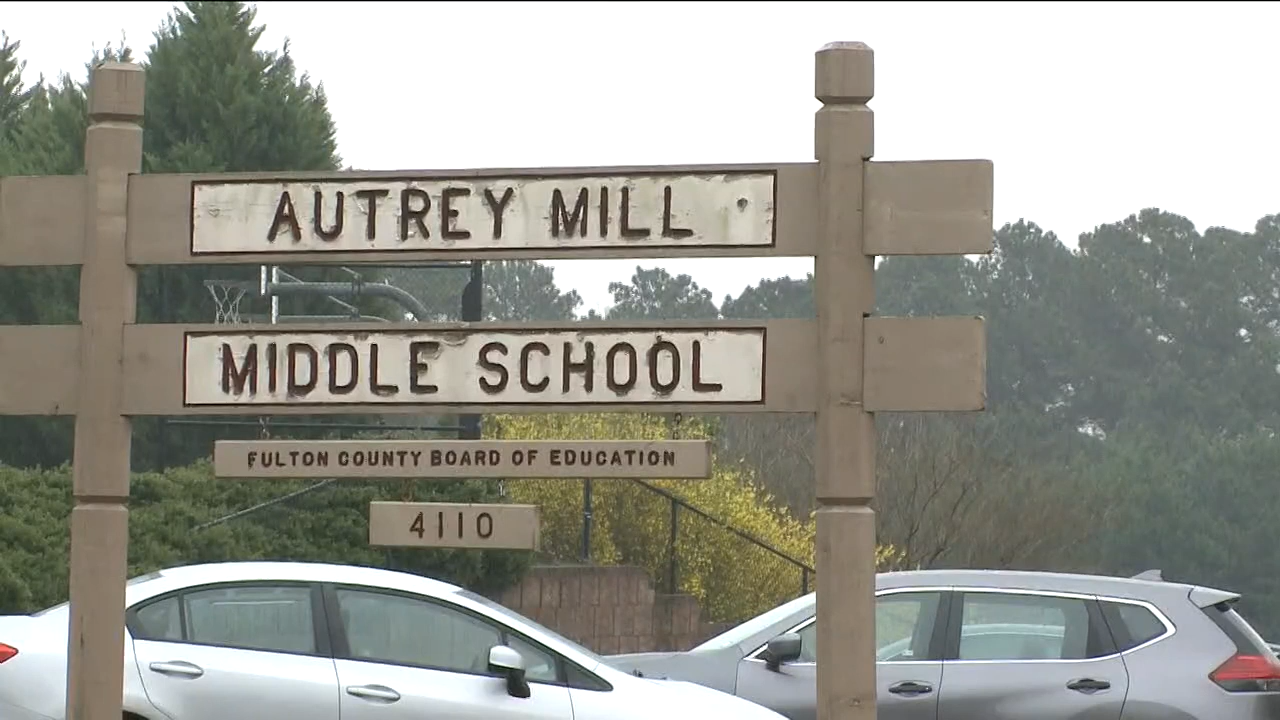 AUTREY MILL
MIDDLE SCHOOL
FULTON COUNTY BOARD OF EDUCATION
4110